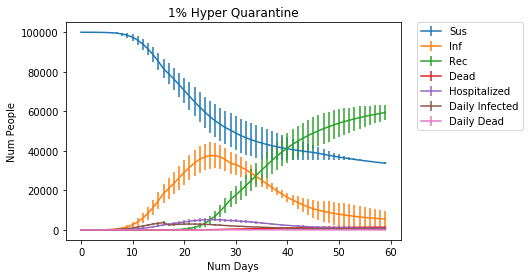 1% Hyper Quarantine
Num People
100000
80000
60000
40000
20000
0
0
10
20
30
40
50
60
Num Days
Sus
Inf
Rec
Dead
Hospitalized
Daily Infected
Daily Dead